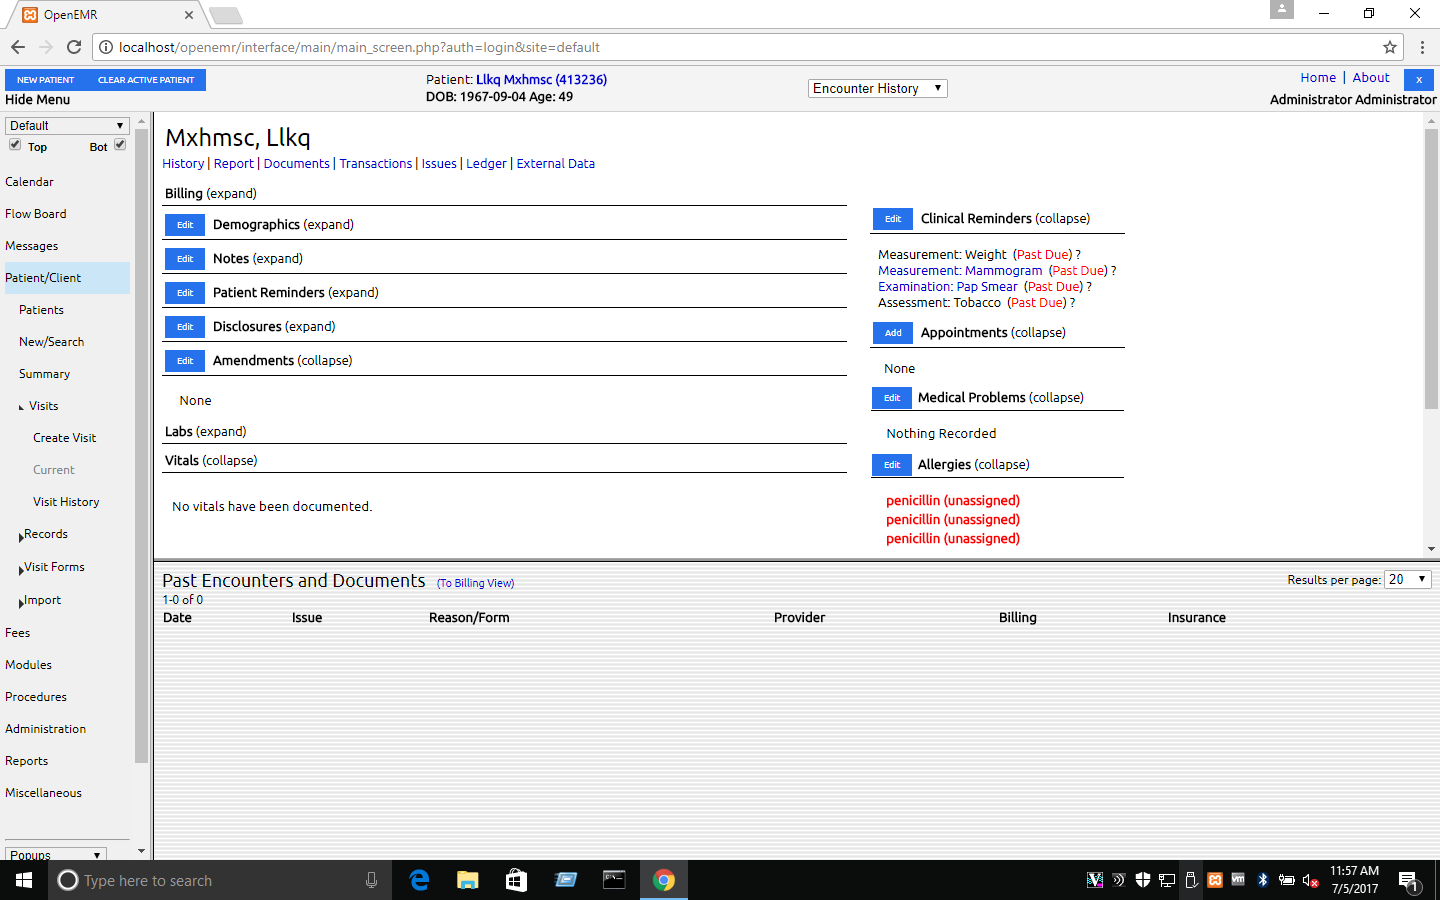 OpenEMR
localhost/openemr/interface/main/main_screen.php?auth=login&site=default
NEW PATIENT CLEAR ACTIVE PATIENT
Hide Menu
Patient: Llkq Mxhmsc (413236)
DOB: 1967-09-04 Age: 49
Encounter History
Home | About x
Administrator Administrator
Default
Top Bot
Calendar
Flow Board
Messages
Patient/Client
Patients
New/Search
Summary
Visits
Create Visit
Current
Visit History
Records
Visit Forms
Import
Fees
Modules
Procedures
Administration
Reports
Miscellaneous
Popups
Mxhmsc, Llkq
History | Report | Documents | Transactions | Issues | Ledger | External Data
Billing (expand)
Edit Demographics (expand)
Edit Notes (expand)
Edit Patient Reminders (expand)
Edit Disclosures (expand)
Edit Amendments (collapse)
None
Labs (expand)
Vitals (collapse)
No vitals have been documented.
Edit Clinical Reminders (collapse)
Measurement: Weight (Past Due) ?
Measurement: Mammogram (Past Due) ?
Examination: Pap Smear (Past Due) ?
Assessment: Tobacco (Past Due) ?
Add Appointments (collapse)
None
Edit Medical Problems (collapse)
Nothing Recorded
Edit Allergies (collapse)
penicillin (unassigned)
penicillin (unassigned)
penicillin (unassigned)
Past Encounters and Documents (To Billing View)
Results per page: 20
1-0 of 0
Date Issue Reason/Form Provider Billing Insurance
Type here to search
11:57 AM
7/5/2017
1